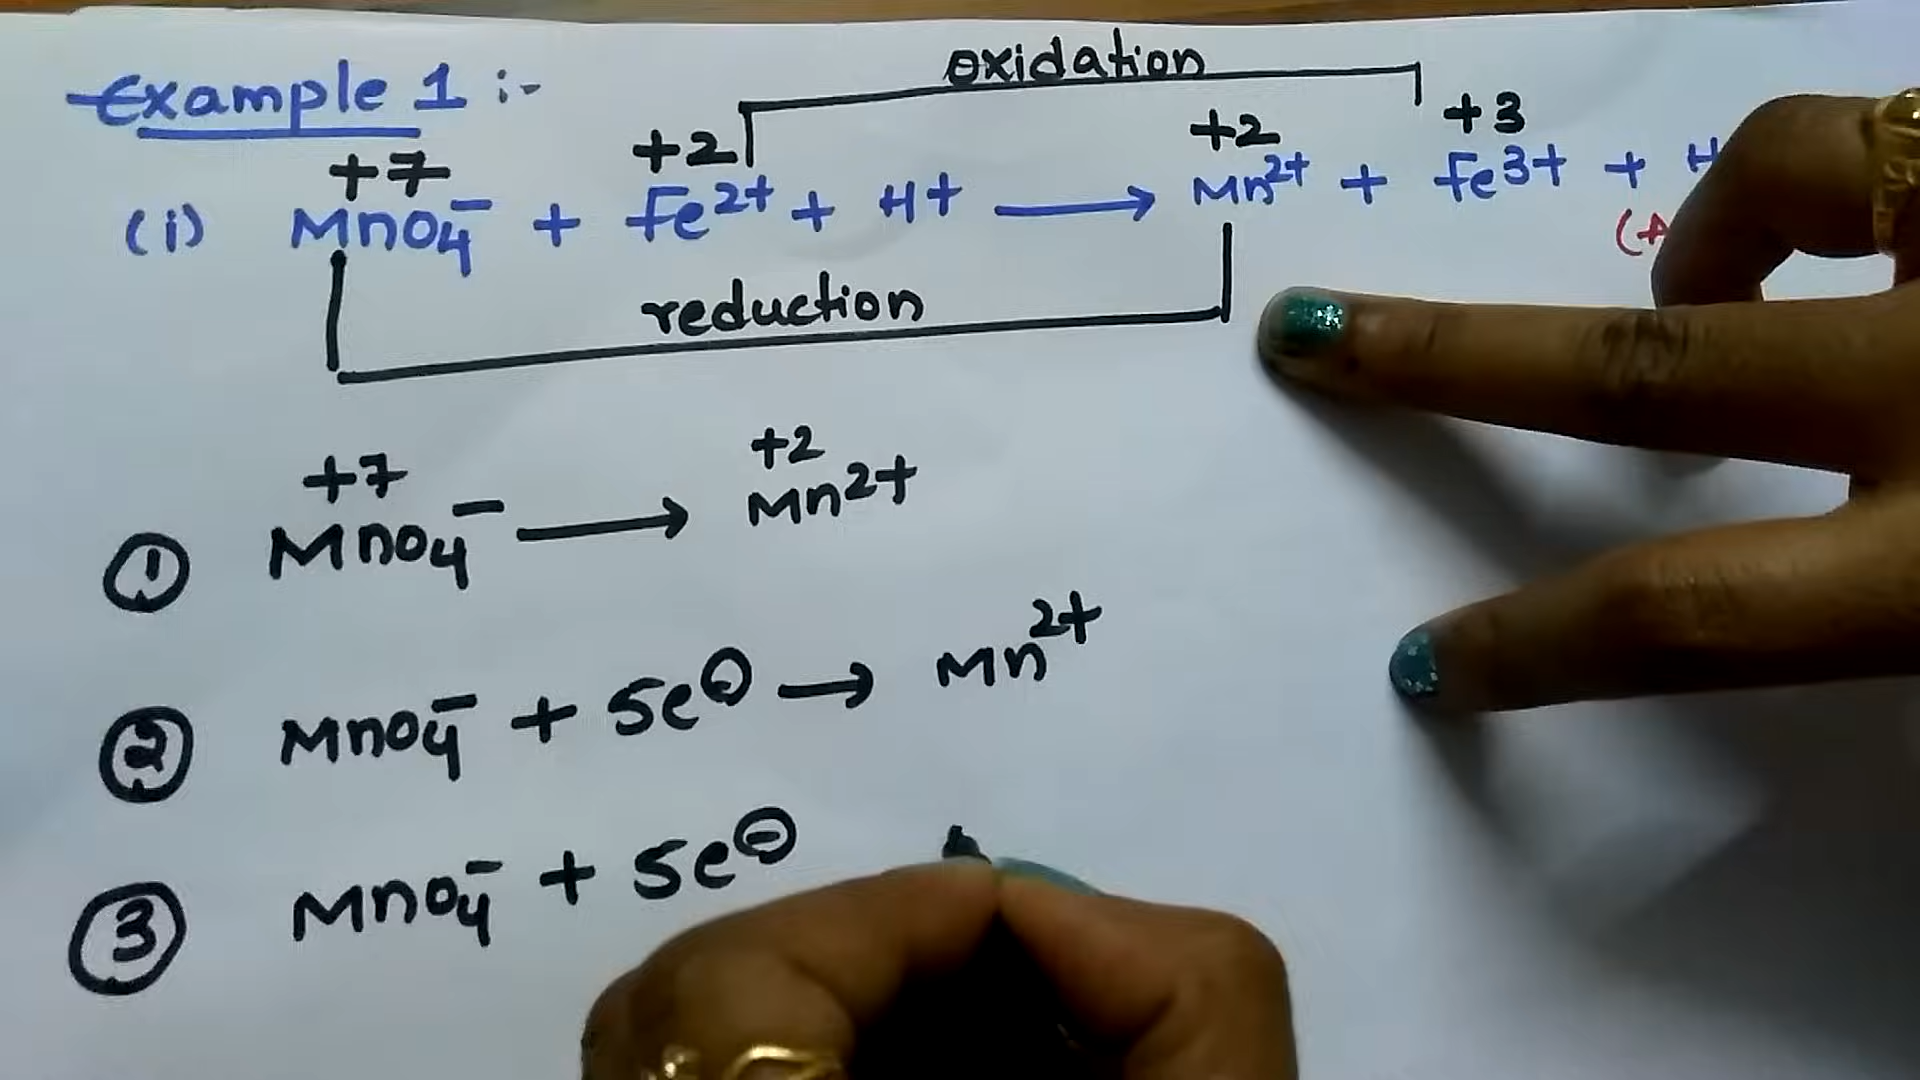 Example 1 :-
oxidation
+7 +2 +2 +3
(i) MnO4⁻ + Fe2+ + H+ ⟶ Mn2+ + Fe3+ + H
(A
reduction
+7 +2
① MnO4⁻ ⟶ Mn2+
② MnO4⁻ + 5e⊖ → Mn2+
③ MnO4⁻ + 5e⊖